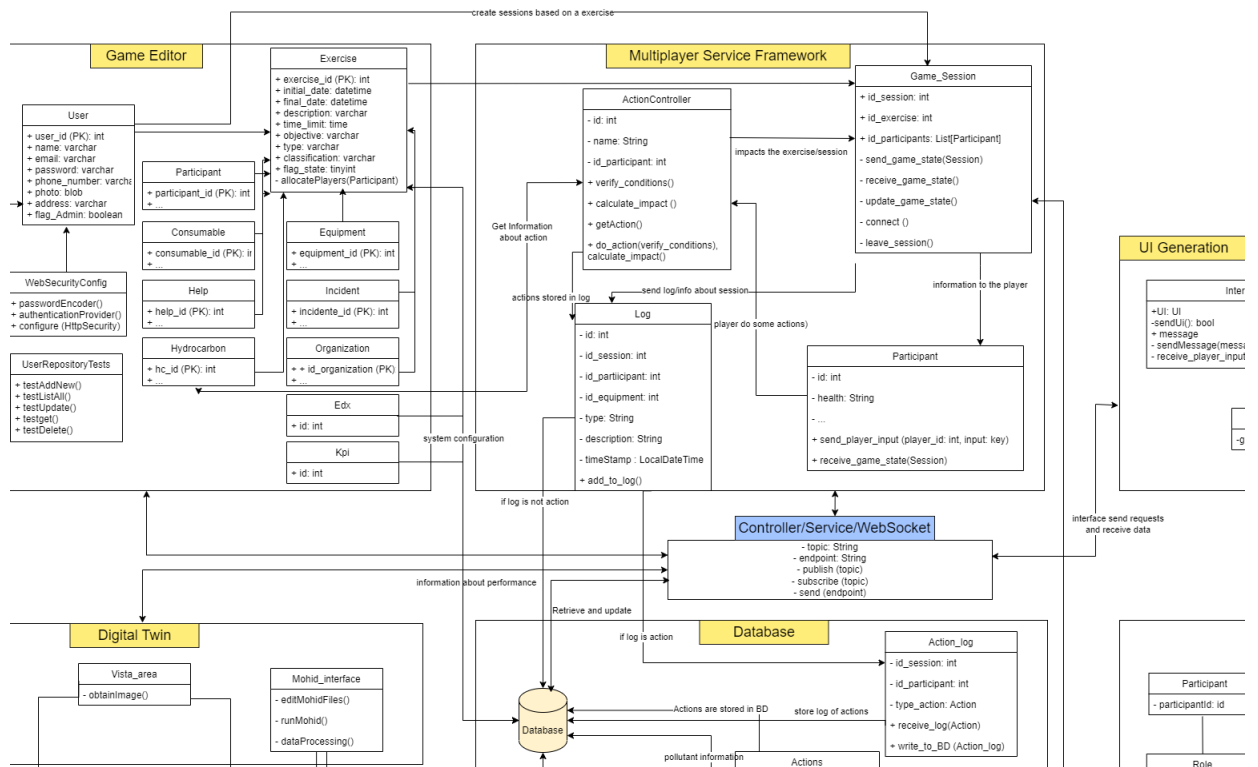 create sessions based on a exercise
Game Editor
Exercise
+ exercise_id (PK): int
+ initial_date: datetime
+ final_date: datetime
+ description: varchar
+ time_limit: time
+ objective: varchar
+ type: varchar
+ classification: varchar
+ flag_state: tinyint
- allocatePlayers(Participant)
User
+ user_id (PK): int
+ name: varchar
+ email: varchar
+ password: varchar
+ phone_number: varcha
+ photo: blob
+ address: varchar
+ flag_Admin: boolean
Participant
+ participant_id (PK): int
+ ...
Consumable
+ consumable_id (PK): i
+ ...
Equipment
+ equipment_id (PK): int
+ ...
WebSecurityConfig
+ passwordEncoder()
+ authenticationProvider()
+ configure (HttpSecurity)
Help
+ help_id (PK): int
+ ...
Incident
+ incidente_id (PK): int
+ ...
UserRepositoryTests
+ testAddNew()
+ testListAll()
+ testUpdate()
+ testget()
+ testDelete()
Hydrocarbon
+ hc_id (PK): int
+ ...
Organization
+ + id_organization (PK)
+ ...
Edx
+ id: int
Kpi
+ id: int
system configuration
Multiplayer Service Framework
ActionController
- id: int
- name: String
- id_participant: int
+ verify_conditions()
+ calculate_impact ()
+ getAction()
+ do_action(verify_conditions),
calculate_impact()
impacts the exercise/session
Game_Session
+ id_session: int
+ id_exercise: int
+ id_participants: List[Participant]
- send_game_state(Session)
- receive_game_state()
- update_game_state()
- connect ()
- leave_session()
Get Information
about action
actions stored in log
send log/info about session
information to the player
player do some actions)
Log
- id: int
- id_session: int
- id_partiicipant: int
- id_equipment: int
- type: String
- description: String
- timeStamp : LocalDateTime
+ add_to_log()
Participant
- id: int
- health: String
- ...
+ send_player_input (player_id: int, input: key)
+ receive_game_state(Session)
UI Generation
Inter
+UI: UI
-sendUi(): bool
+ message
- sendMessage(messa
- receive_player_input
-g
if log is not action
Controller/Service/WebSocket
- topic: String
- endpoint: String
- publish (topic)
- subscribe (topic)
- send (endpoint)
interface send requests
and receive data
information about performance
Retrieve and update
if log is action
Digital Twin
Vista_area
- obtainImage()
Mohid_interface
- editMohidFiles()
- runMohid()
- dataProcessing()
Database
Action_log
- id_session: int
- id_participant: int
- type_action: Action
+ receive_log(Action)
+ write_to_BD (Action_log)
Database
Actions are stored in BD
store log of actions
pollutant information
Actions
Participant
- participantId: id
Role